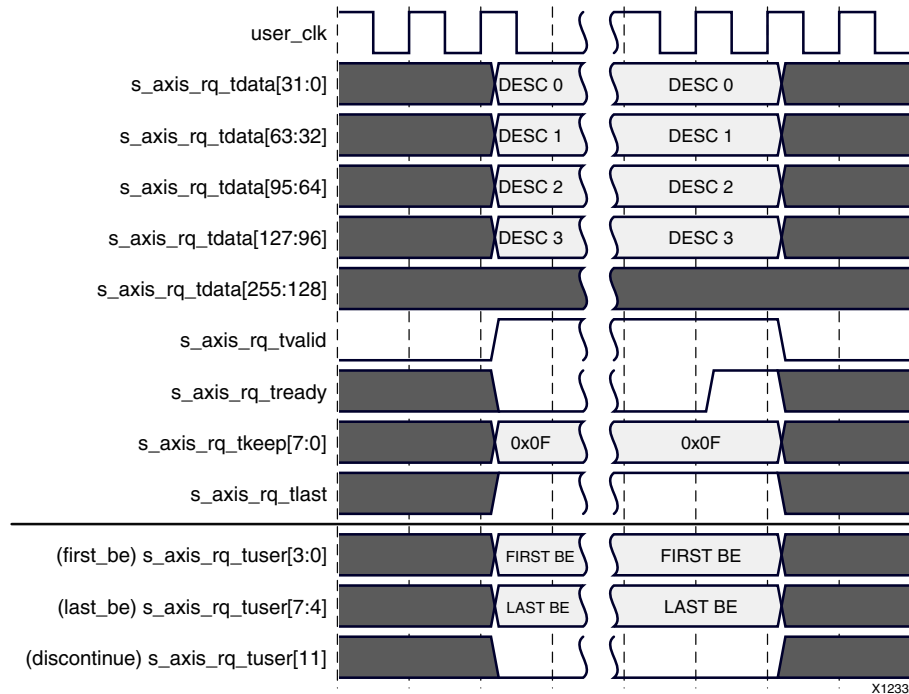 user_clk
s_axis_rq_tdata[31:0] DESC 0 DESC 0
s_axis_rq_tdata[63:32] DESC 1 DESC 1
s_axis_rq_tdata[95:64] DESC 2 DESC 2
s_axis_rq_tdata[127:96] DESC 3 DESC 3
s_axis_rq_tdata[255:128]
s_axis_rq_tvalid
s_axis_rq_tready
s_axis_rq_tkeep[7:0] 0x0F 0x0F
s_axis_rq_tlast
(first_be) s_axis_rq_tuser[3:0] FIRST BE FIRST BE
(last_be) s_axis_rq_tuser[7:4] LAST BE LAST BE
(discontinue) s_axis_rq_tuser[11]
X1233